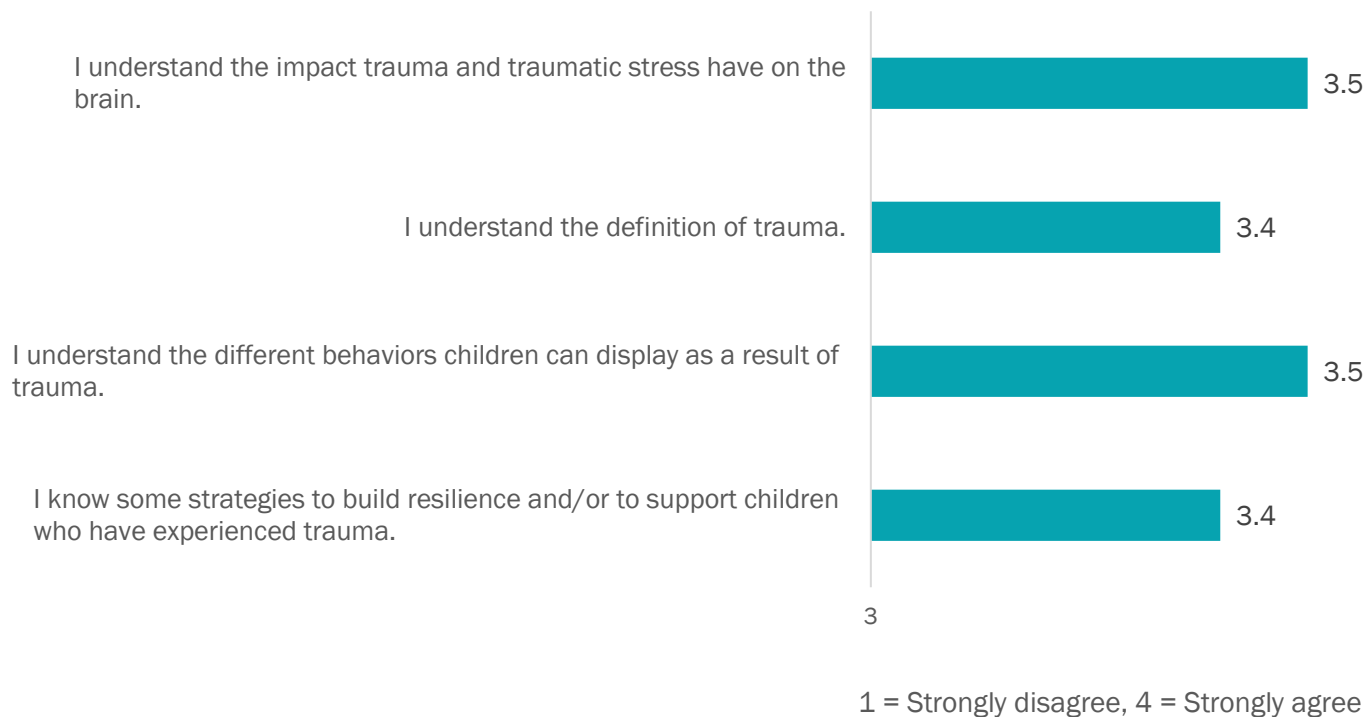 I understand the impact trauma and traumatic stress have on the
brain.
3.5
I understand the definition of trauma.
3.4
I understand the different behaviors children can display as a result of
trauma.
3.5
I know some strategies to build resilience and/or to support children
who have experienced trauma.
3.4
3
1 = Strongly disagree, 4 = Strongly agree